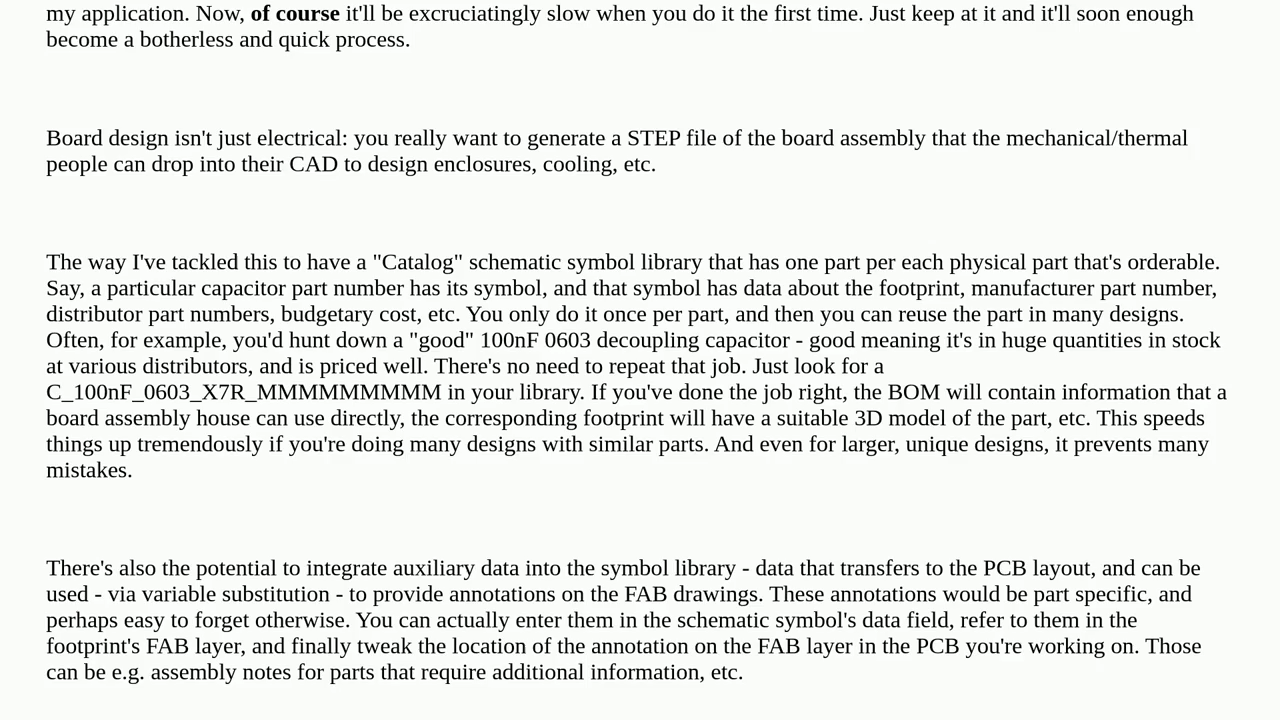 my application. Now, of course it'll be excruciatingly slow when you do it the first time. Just keep at it and it'll soon enough
become a botherless and quick process.
Board design isn't just electrical: you really want to generate a STEP file of the board assembly that the mechanical/thermal
people can drop into their CAD to design enclosures, cooling, etc.
The way I've tackled this to have a "Catalog" schematic symbol library that has one part per each physical part that's orderable.
Say, a particular capacitor part number has its symbol, and that symbol has data about the footprint, manufacturer part number,
distributor part numbers, budgetary cost, etc. You only do it once per part, and then you can reuse the part in many designs.
Often, for example, you'd hunt down a "good" 100nF 0603 decoupling capacitor - good meaning it's in huge quantities in stock
at various distributors, and is priced well. There's no need to repeat that job. Just look for a
C_100nF_0603_X7R_MMMMMMMMM in your library. If you've done the job right, the BOM will contain information that a
board assembly house can use directly, the corresponding footprint will have a suitable 3D model of the part, etc. This speeds
things up tremendously if you're doing many designs with similar parts. And even for larger, unique designs, it prevents many
mistakes.
There's also the potential to integrate auxiliary data into the symbol library - data that transfers to the PCB layout, and can be
used - via variable substitution - to provide annotations on the FAB drawings. These annotations would be part specific, and
perhaps easy to forget otherwise. You can actually enter them in the schematic symbol's data field, refer to them in the
footprint's FAB layer, and finally tweak the location of the annotation on the FAB layer in the PCB you're working on. Those
can be e.g. assembly notes for parts that require additional information, etc.